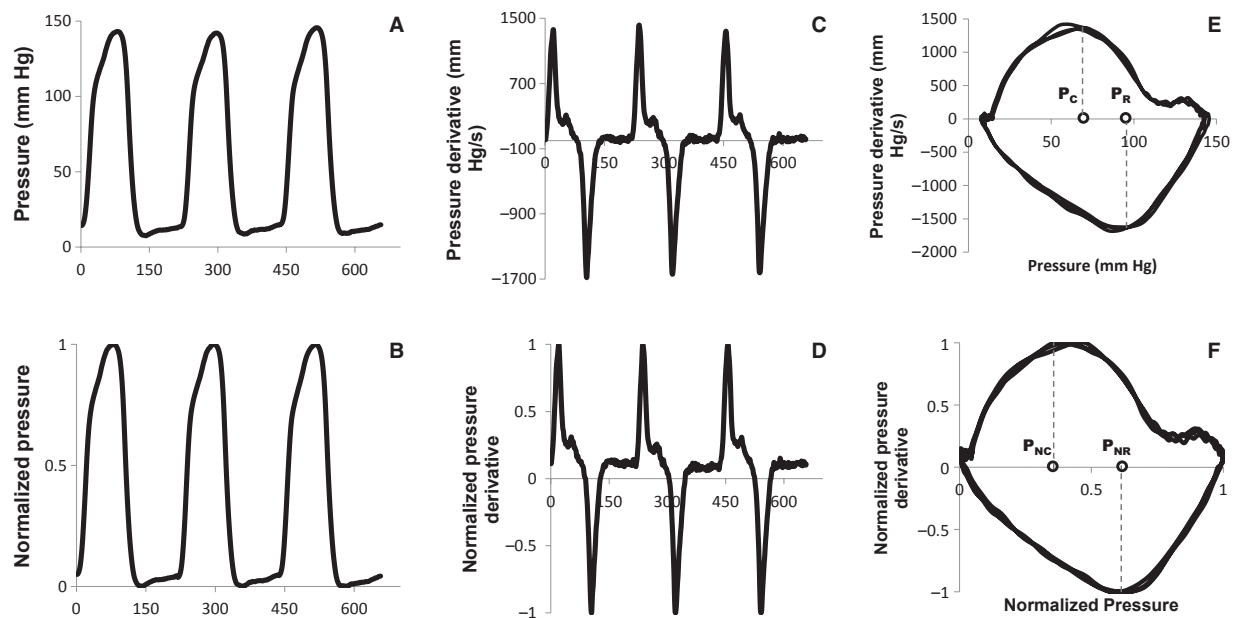 A
Pressure (mm Hg)
150
100
50
0
0 150 300 450 600
C
Pressure derivative (mm
Hg/s)
1500
700
−100
−900
−1700
0 150 300 450 600
E
Pressure derivative (mm
Hg/s)
1500
1000
500
0
−500
−1000
−1500
−2000
PC PR
0 50 100 150
Pressure (mm Hg)
B
Normalized pressure
1
0.5
0
0 150 300 450 600
D
Normalized pressure
derivative
1
0.5
0
−0.5
−1
0 150 300 450 600
F
Normalized pressure
derivative
1
0.5
0
−0.5
−1
PNC PNR
0 0.5 1
Normalized Pressure